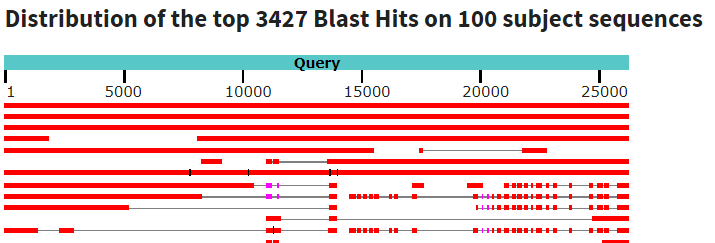 Distribution of the top 3427 Blast Hits on 100 subject sequences
Query
1 5000 10000 15000 20000 25000